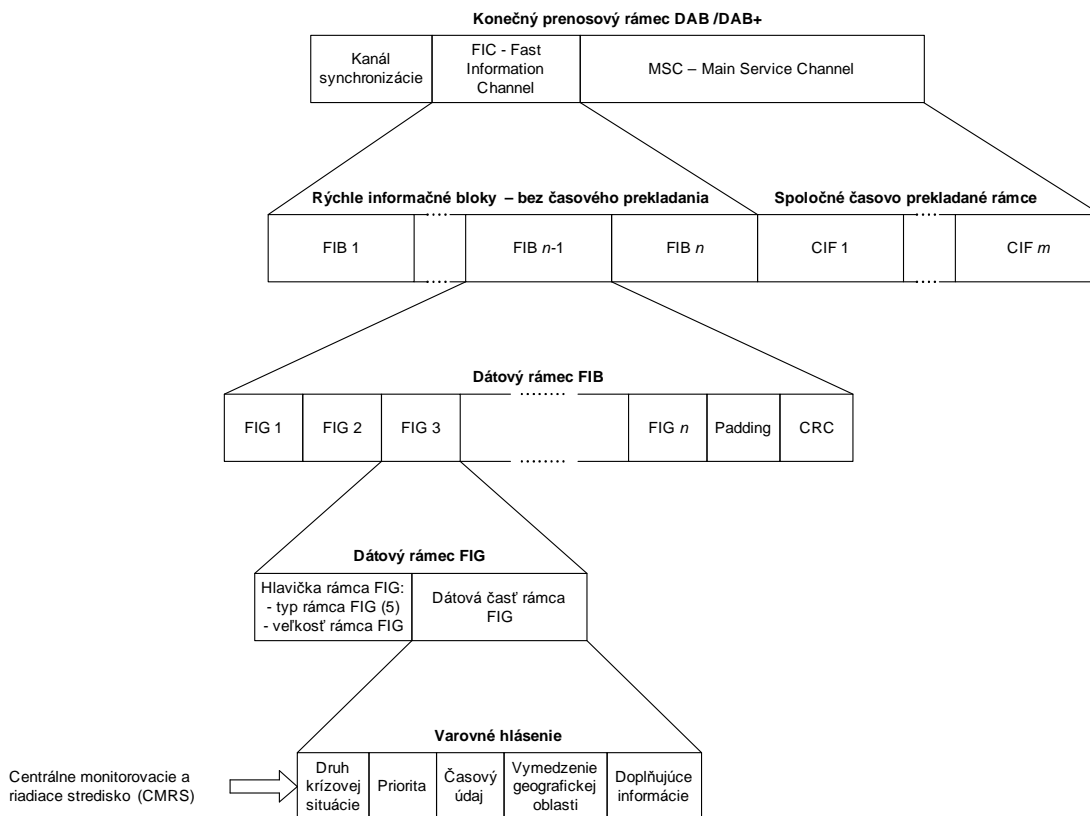 Konečný prenosový rámec DAB /DAB+
Kanál
synchronizácie
FIC - Fast
Information
Channel
MSC – Main Service Channel
Rýchle informačné bloky – bez časového prekladania
Spoločné časovo prekladané rámce
FIB 1
FIB n-1
FIB n
CIF 1
CIF m
Dátový rámec FIB
FIG 1
FIG 2
FIG 3
FIG n
Padding
CRC
Dátový rámec FIG
Hlavička rámca FIG:
- typ rámca FIG (5)
- veľkosť rámca FIG
Dátová časť rámca
FIG
Varovné hlásenie
Centrálne monitorovacie a
riadiace stredisko (CMRS)
Druh
krízovej
situácie
Priorita
Časový
údaj
Vymedzenie
geografickej
oblasti
Doplňujúce
informácie